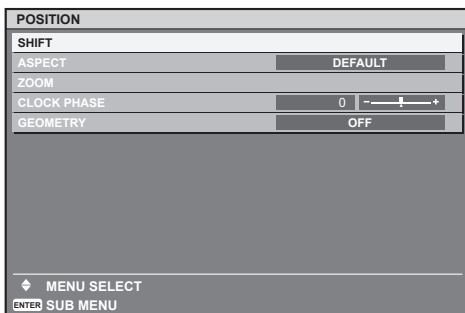 POSITION
SHIFT
ASPECT DEFAULT
ZOOM
CLOCK PHASE 0 - +
GEOMETRY OFF
MENU SELECT
ENTER SUB MENU